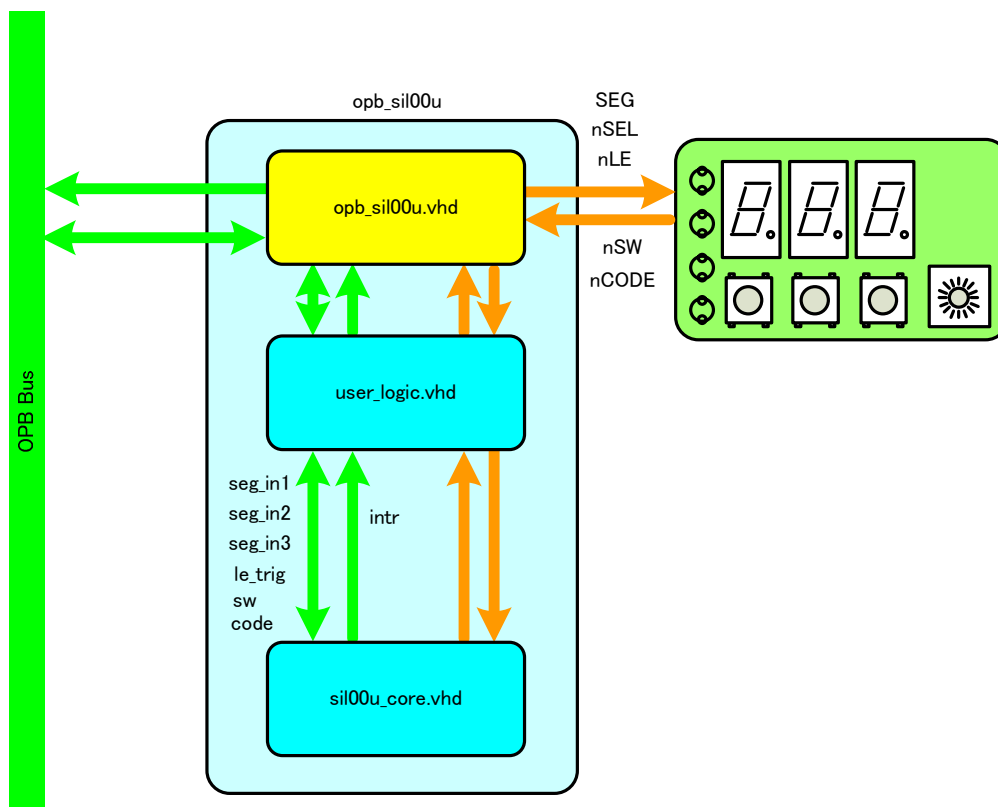 opb_sil00u
SEG
nSEL
nLE
opb_sil00u.vhd
nSW
nCODE
user_logic.vhd
OPB Bus
seg_in1
seg_in2
seg_in3
le_trig
sw
code
intr
sil00u_core.vhd